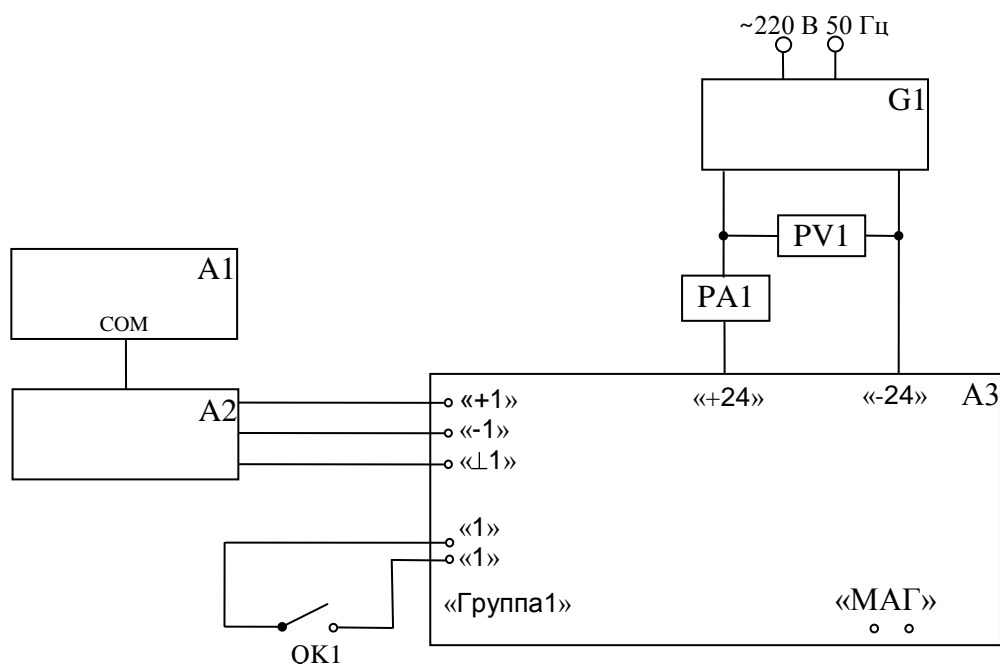 ~220 В 50 Гц
G1
PV1
A1
PA1
COM
A2
«+1»
«+24»
«-24»
A3
«-1»
«⊥1»
«1»
«1»
«Группа1»
«МАГ»
QK1